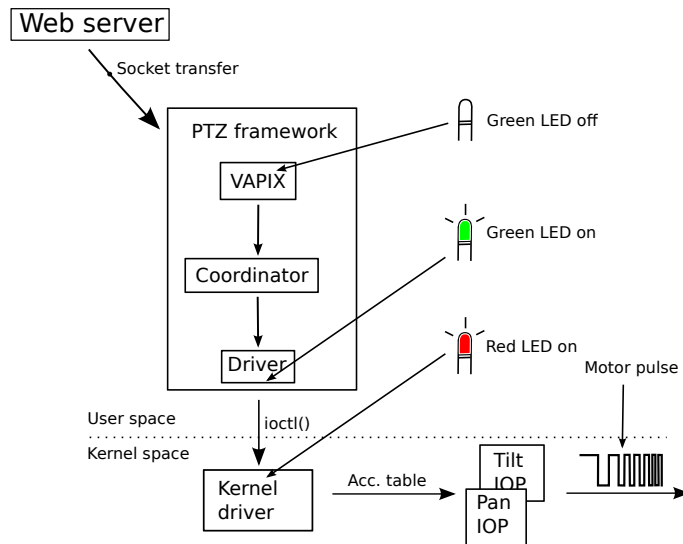 Web server
Socket transfer
PTZ framework
Green LED off
VAPIX
Green LED on
Coordinator
Red LED on
Driver
Motor pulse
User space
ioctl()
Kernel space
Tilt
IOP
Kernel
driver
Acc. table
Pan
IOP